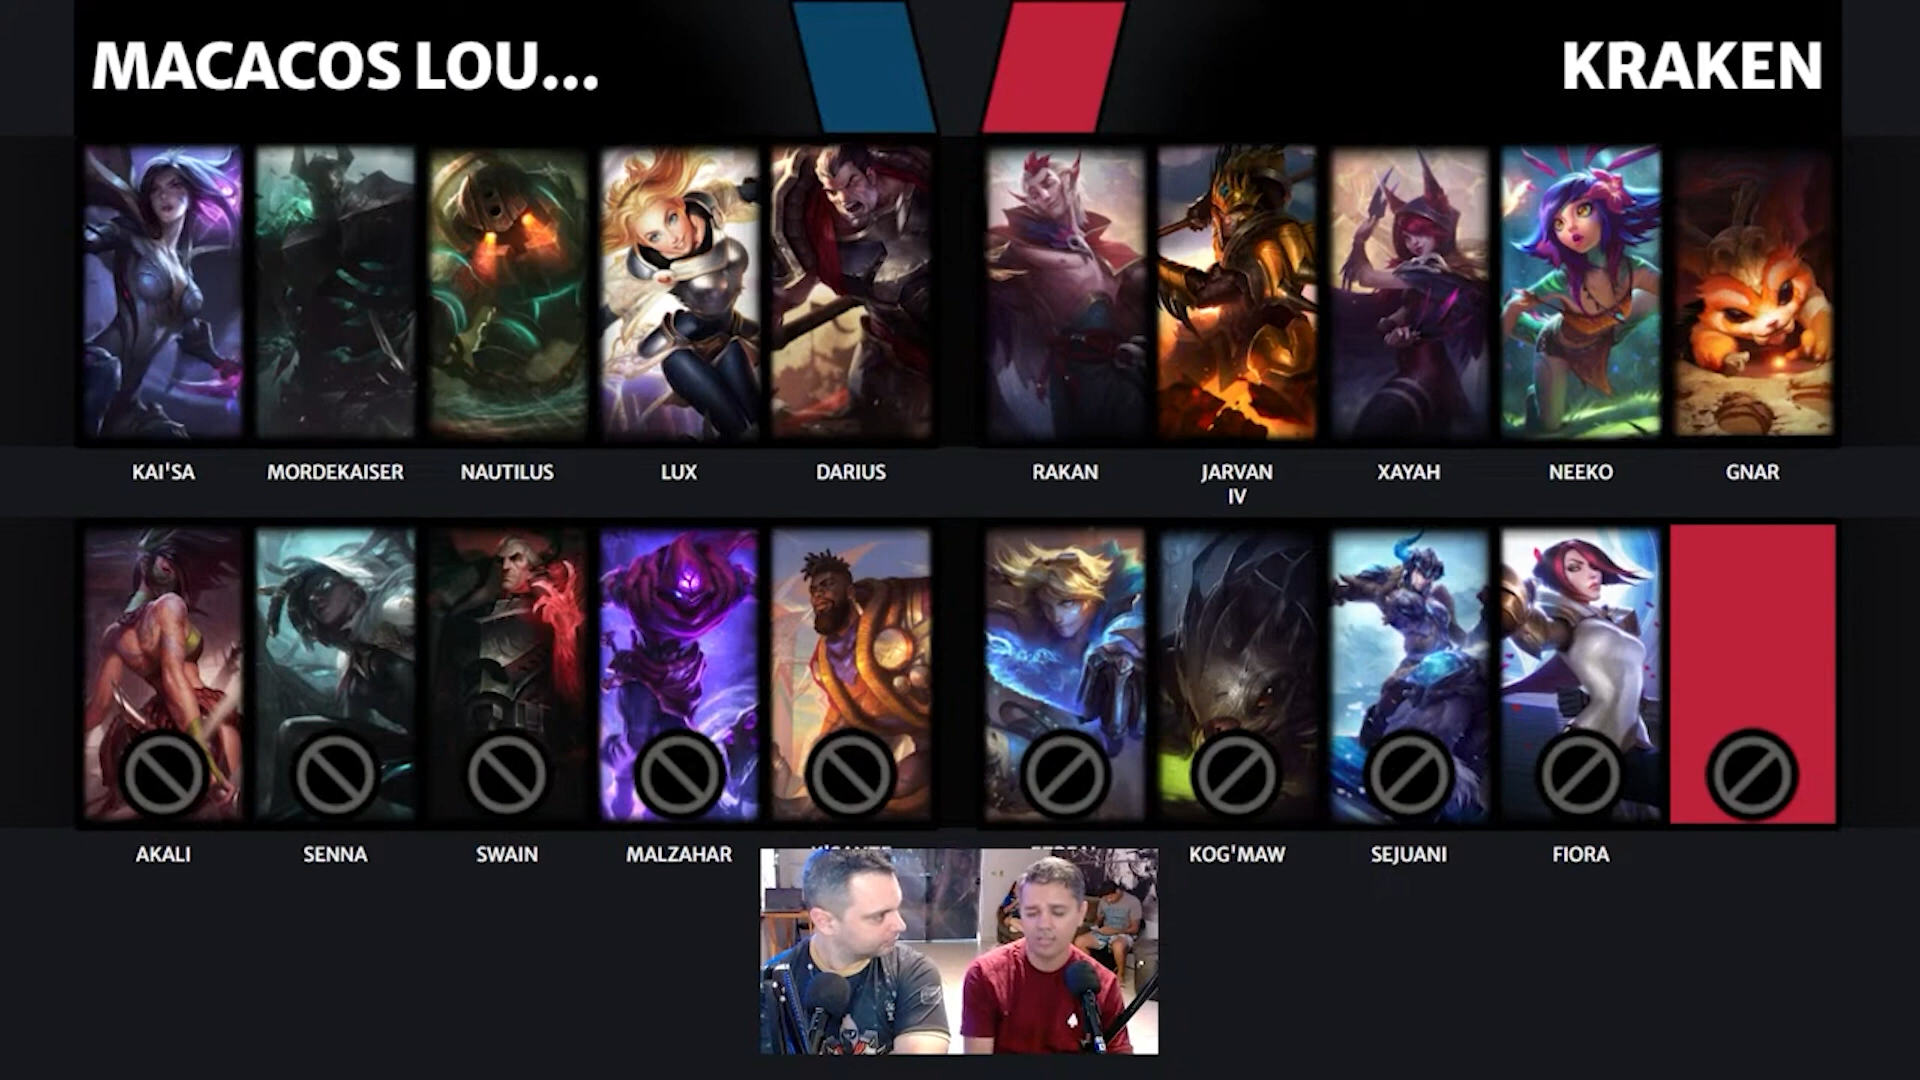 MACACOS LOU...
KRAKEN
KAI'SA
MORDEKAISER
NAUTILUS
LUX
DARIUS
RAKAN
JARVAN
IV
XAYAH
NEEKO
GNAR
AKALI
SENNA
SWAIN
MALZAHAR
KOG'MAW
SEJUANI
FIORA